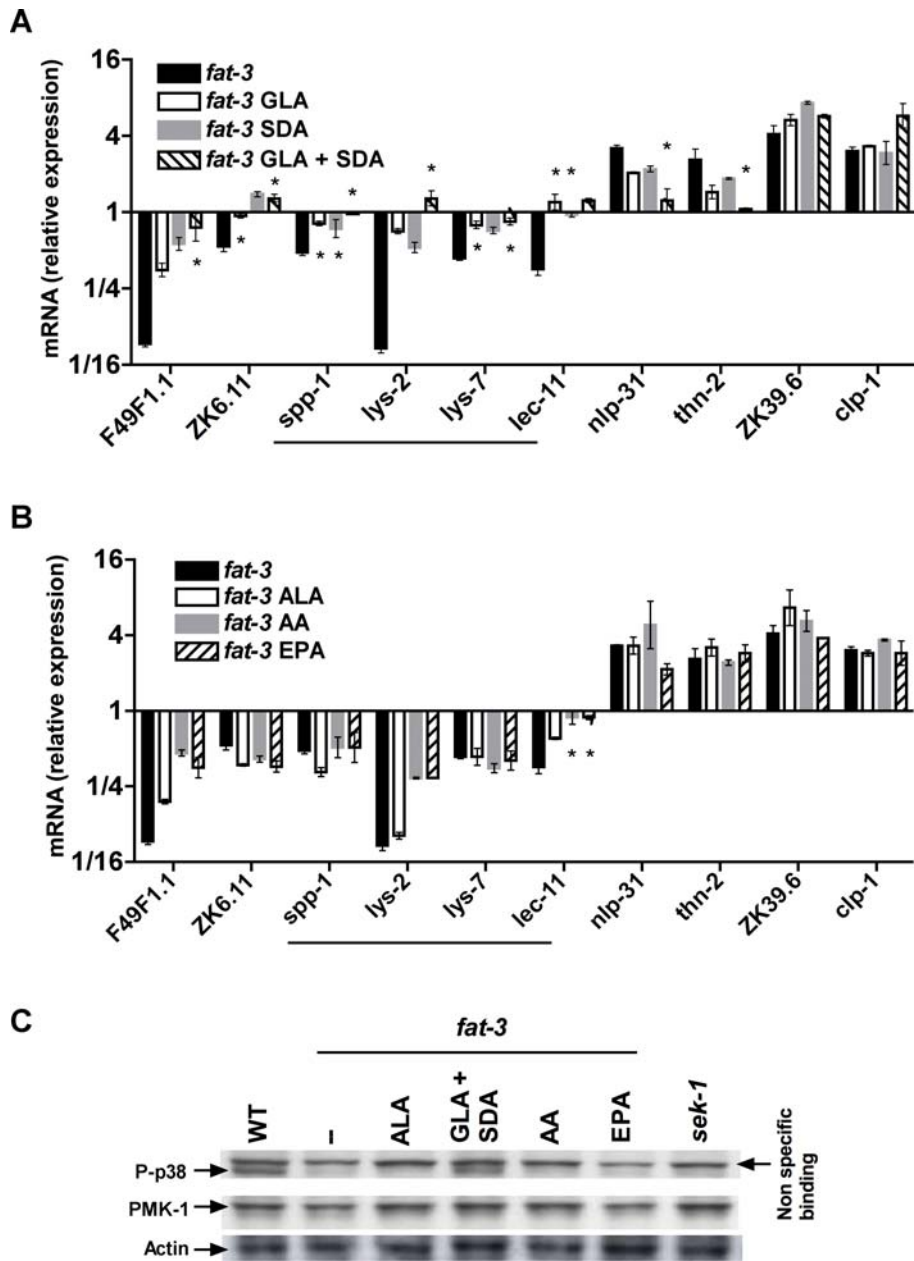 A
mRNA (relative expression)
16
4
1
1/4
1/16
fat-3
fat-3 GLA
fat-3 SDA
fat-3 GLA + SDA
* * * * * * * * * * * * *
F49F1.1 ZK6.11 spp-1 lys-2 lys-7 lec-11 nlp-31 thn-2 ZK39.6 clp-1
B
mRNA (relative expression)
16
4
1
1/4
1/16
fat-3
fat-3 ALA
fat-3 AA
fat-3 EPA
* *
F49F1.1 ZK6.11 spp-1 lys-2 lys-7 lec-11 nlp-31 thn-2 ZK39.6 clp-1
C
fat-3
WT – ALA GLA + SDA AA EPA sek-1
P-p38
PMK-1
Actin
Non specific
binding